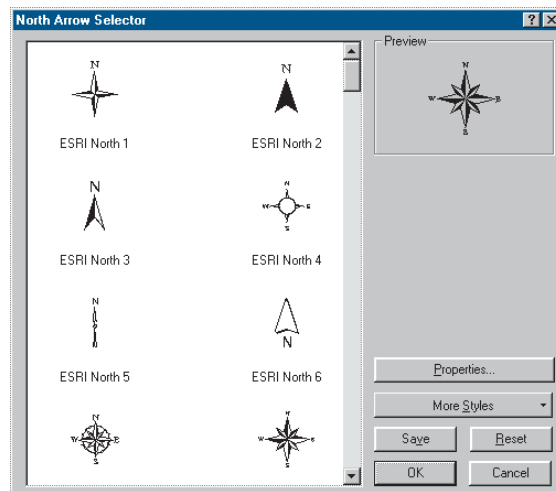 North Arrow Selector
N
N
ESRI North 1
ESRI North 2
N
N
W
E
S
ESRI North 3
ESRI North 4
N
N
ESRI North 5
ESRI North 6
N
W
E
S
N
W
E
S
Preview
N
W
E
S
Properties...
More Styles
Save
Reset
OK
Cancel